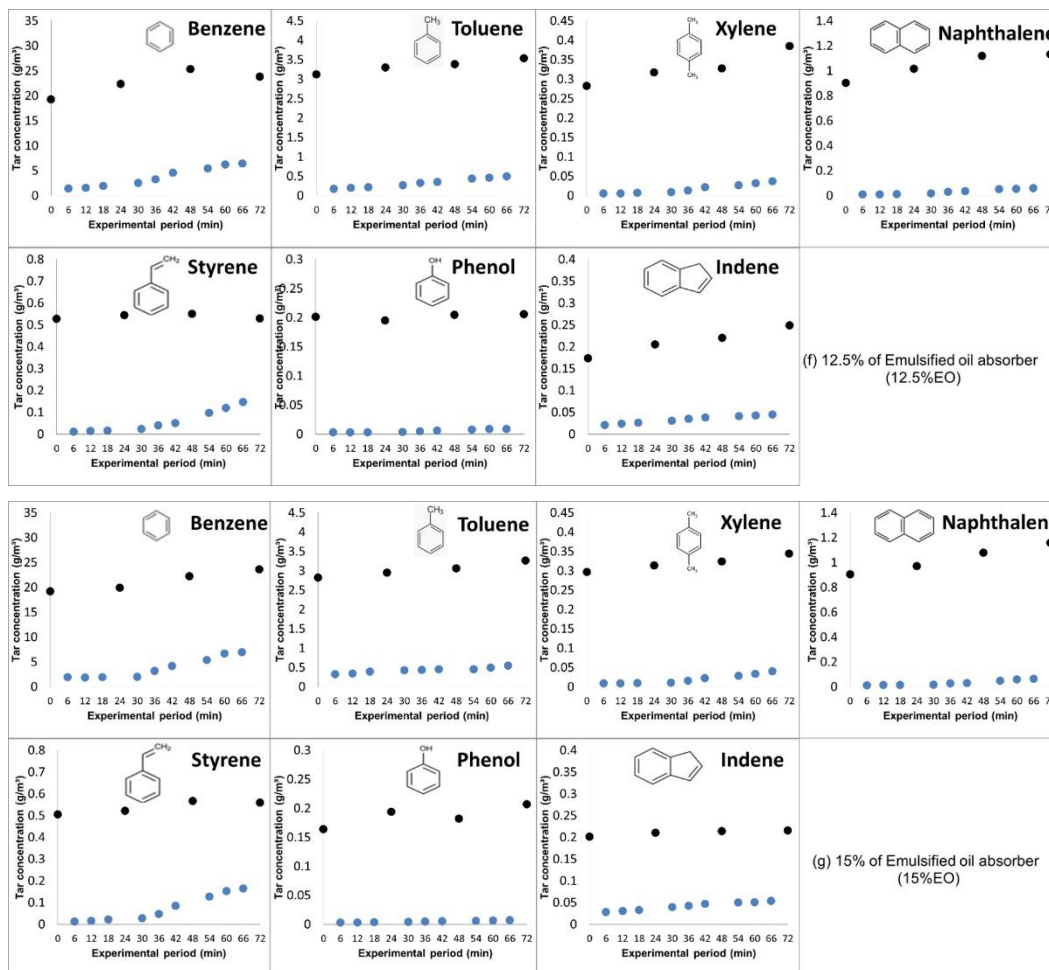 Benzene
CH₃
Toluene
CH₃
CH₃
Xylene
Naphthalene
Tar concentration (g/m³)
35
30
25
20
15
10
5
0
0 6 12 18 24 30 36 42 48 54 60 66 72
Experimental period (min)
Tar concentration (g/m³)
4.5
4
3.5
3
2.5
2
1.5
1
0.5
0
0 6 12 18 24 30 36 42 48 54 60 66 72
Experimental period (min)
Tar concentration (g/m³)
0.45
0.4
0.35
0.3
0.25
0.2
0.15
0.1
0.05
0
0 6 12 18 24 30 36 42 48 54 60 66 72
Experimental period (min)
Tar concentration (g/m³)
1.4
1.2
1
0.8
0.6
0.4
0.2
0
0 6 12 18 24 30 36 42 48 54 60 66 72
Experimental period (min)
Styrene
CH₂
Phenol
OH
Indene
Tar concentration (g/m³)
0.8
0.7
0.6
0.5
0.4
0.3
0.2
0.1
0
0 6 12 18 24 30 36 42 48 54 60 66 72
Experimental period (min)
Tar concentration (g/m³)
0.3
0.25
0.2
0.15
0.1
0.05
0
0 6 12 18 24 30 36 42 48 54 60 66 72
Experimental period (min)
Tar concentration (g/m³)
0.4
0.35
0.3
0.25
0.2
0.15
0.1
0.05
0
0 6 12 18 24 30 36 42 48 54 60 66 72
Experimental period (min)
(f) 12.5% of Emulsified oil absorber
(12.5%EO)
Benzene
CH₃
Toluene
CH₃
CH₃
Xylene
Naphthalen
Tar concentration (g/m³)
35
30
25
20
15
10
5
0
0 6 12 18 24 30 36 42 48 54 60 66 72
Experimental period (min)
Tar concentration (g/m³)
4.5
4
3.5
3
2.5
2
1.5
1
0.5
0
0 6 12 18 24 30 36 42 48 54 60 66 72
Experimental period (min)
Tar concentration (g/m³)
0.45
0.4
0.35
0.3
0.25
0.2
0.15
0.1
0.05
0
0 6 12 18 24 30 36 42 48 54 60 66 72
Experimental period (min)
Tar concentration (g/m³)
1.4
1.2
1
0.8
0.6
0.4
0.2
0
0 6 12 18 24 30 36 42 48 54 60 66 72
Experimental period (min)
Styrene
CH₂
Phenol
OH
Indene
Tar concentration (g/m³)
0.8
0.7
0.6
0.5
0.4
0.3
0.2
0.1
0
0 6 12 18 24 30 36 42 48 54 60 66 72
Experimental period (min)
Tar concentration (g/m³)
0.3
0.25
0.2
0.15
0.1
0.05
0
0 6 12 18 24 30 36 42 48 54 60 66 72
Experimental period (min)
Tar concentration (g/m³)
0.4
0.35
0.3
0.25
0.2
0.15
0.1
0.05
0
0 6 12 18 24 30 36 42 48 54 60 66 72
Experimental period (min)
(g) 15% of Emulsified oil absorber
(15%EO)